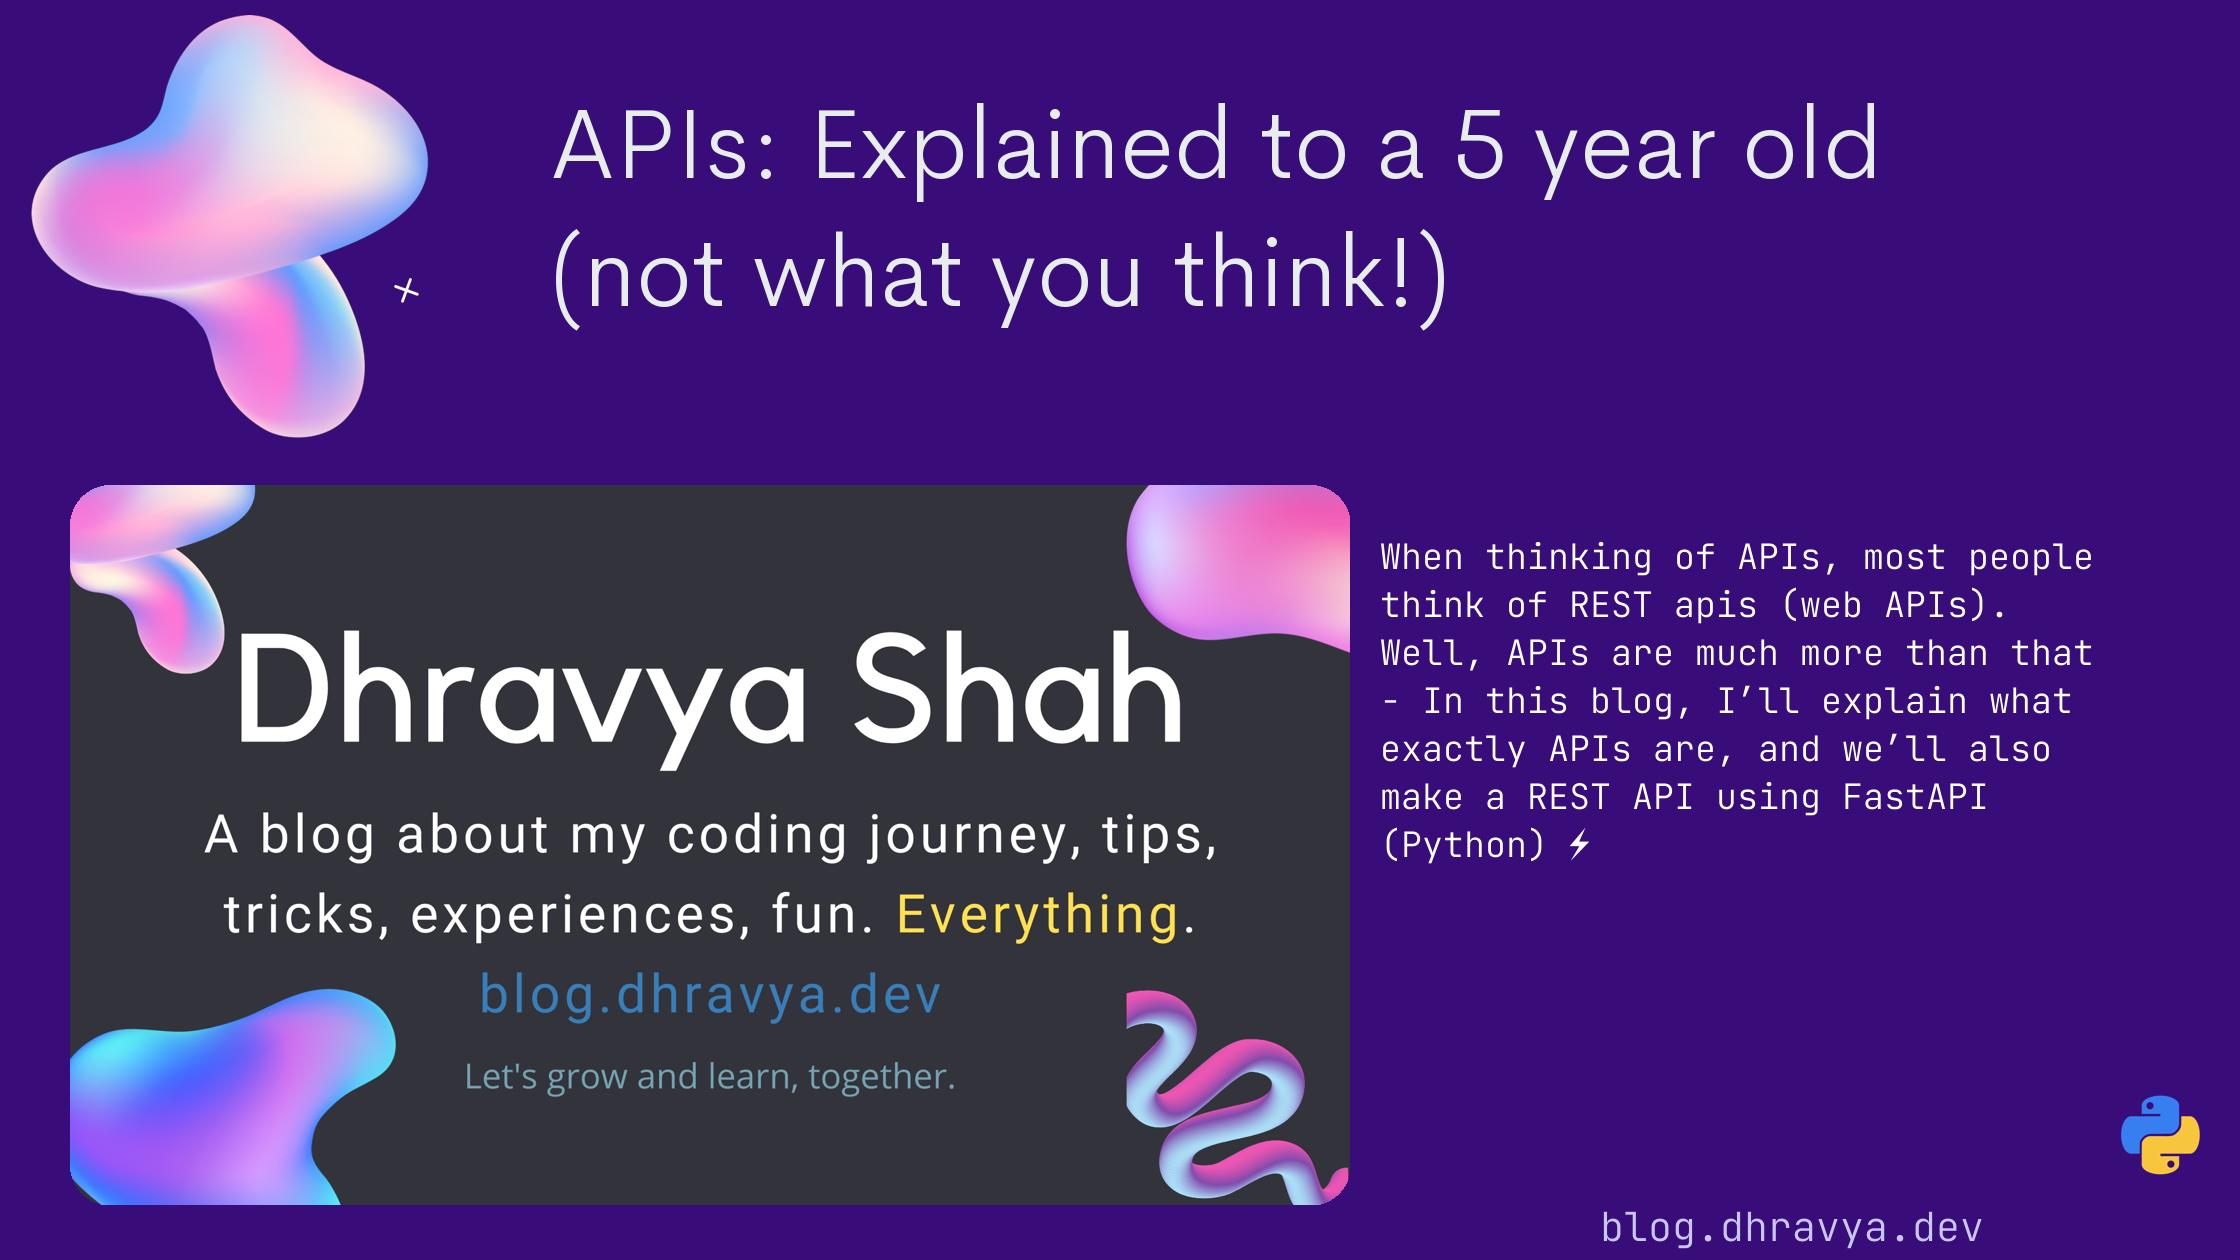 APIs: Explained to a 5 year old
(not what you think!)
Dhravya Shah
A blog about my coding journey, tips,
tricks, experiences, fun. Everything.
blog.dhravya.dev
Let's grow and learn, together.
When thinking of APIs, most people
think of REST apis (web APIs).
Well, APIs are much more than that
- In this blog, I’ll explain what
exactly APIs are, and we’ll also
make a REST API using FastAPI
(Python) ⚡
blog.dhravya.dev